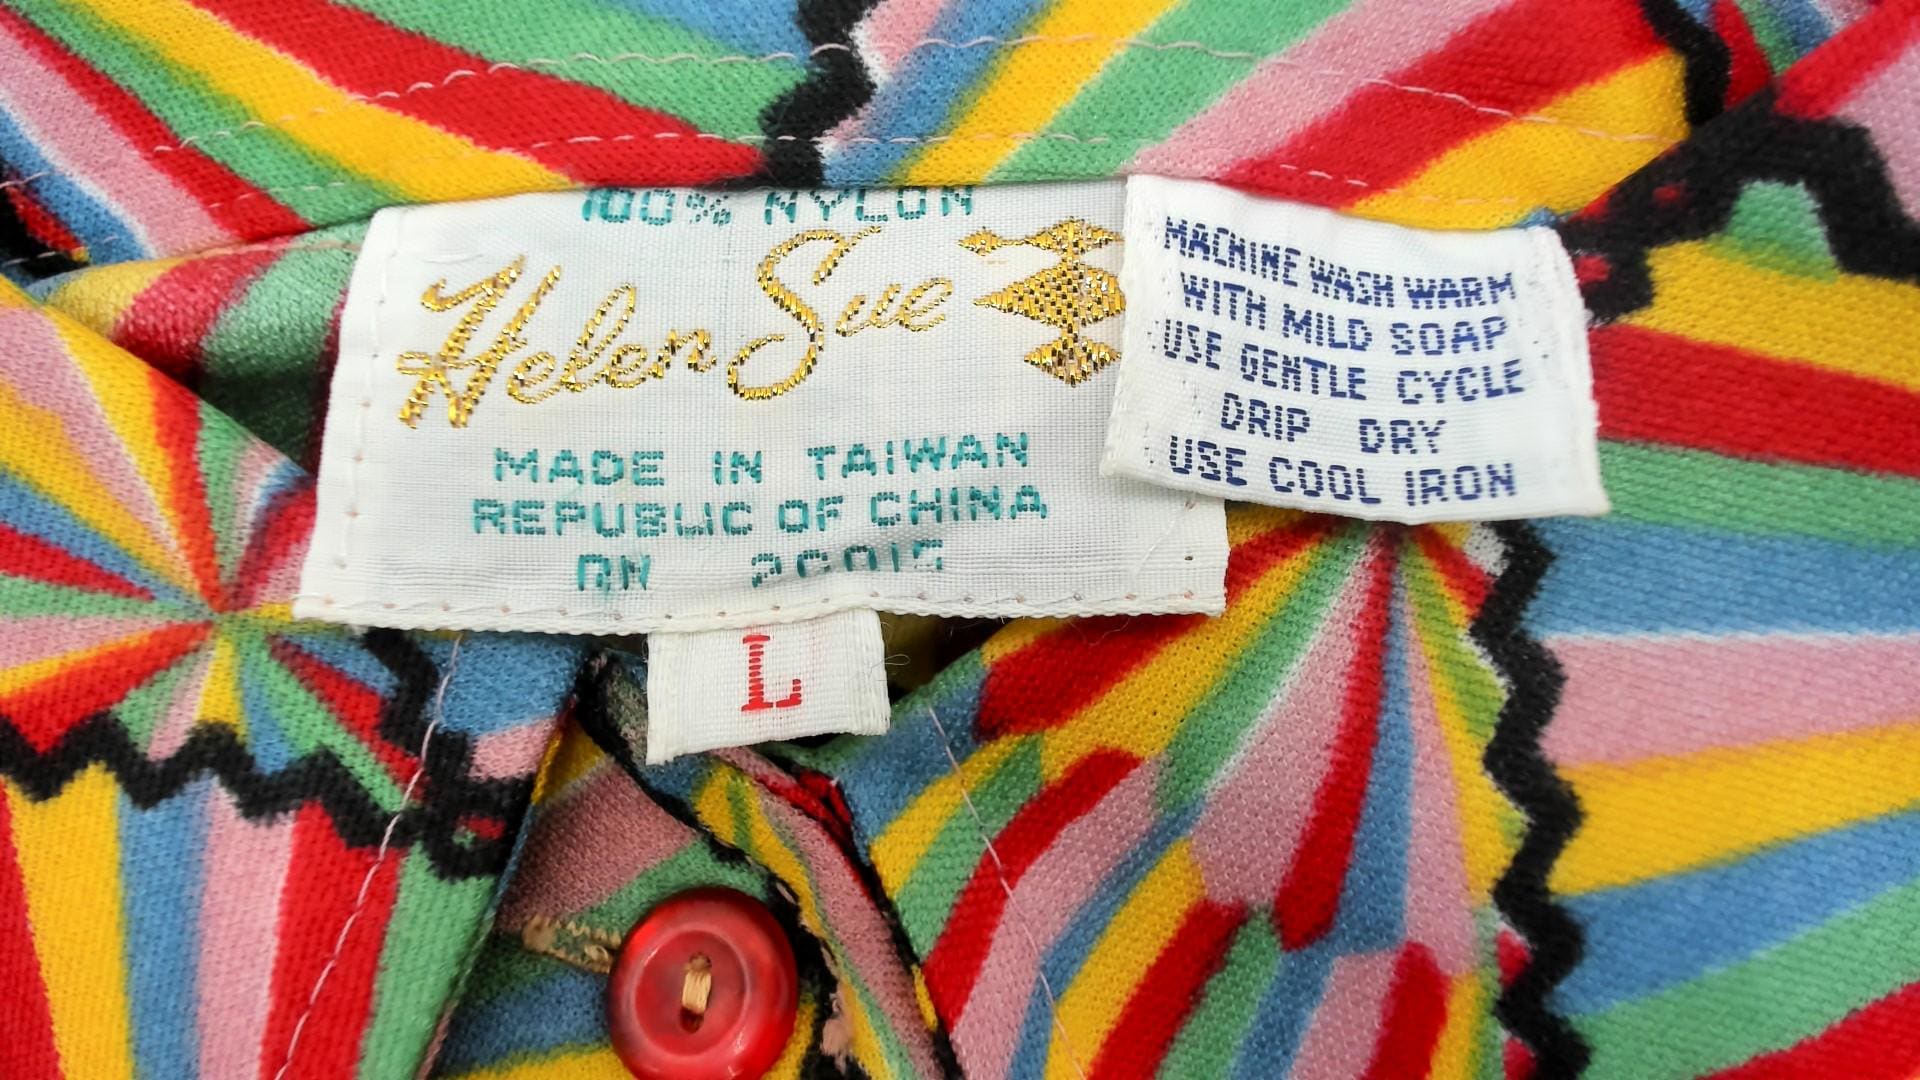 100% NYLON
Helen Sue
MADE IN TAIWAN
REPUBLIC OF CHINA
RN
L
MACHINE WASH WARM
WITH MILD SOAP
USE GENTLE CYCLE
DRIP DRY
USE COOL IRON